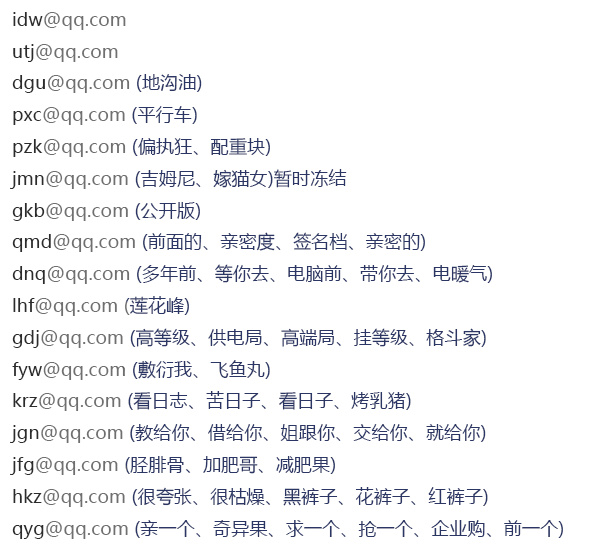 idw@qq.com
utj@qq.com
dgu@qq.com (地沟油)
pxc@qq.com (平行车)
pzk@qq.com (偏执狂、配重块)
jmn@qq.com (吉姆尼、嫁猫女)暂时冻结
gkb@qq.com (公开版)
qmd@qq.com (前面的、亲密度、签名档、亲密的)
dnq@qq.com (多年前、等你去、电脑前、带你去、电暖气)
lhf@qq.com (莲花峰)
gdj@qq.com (高等级、供电局、高端局、挂等级、格斗家)
fyw@qq.com (敷衍我、飞鱼丸)
krz@qq.com (看日志、苦日子、看日子、烤乳猪)
jgn@qq.com (教给你、借给你、姐跟你、交给你、就给你)
jfg@qq.com (胫腓骨、加肥哥、减肥果)
hkz@qq.com (很夸张、很枯燥、黑裤子、花裤子、红裤子)
qyg@qq.com (亲一个、奇异果、求一个、抢一个、企业购、前一个)